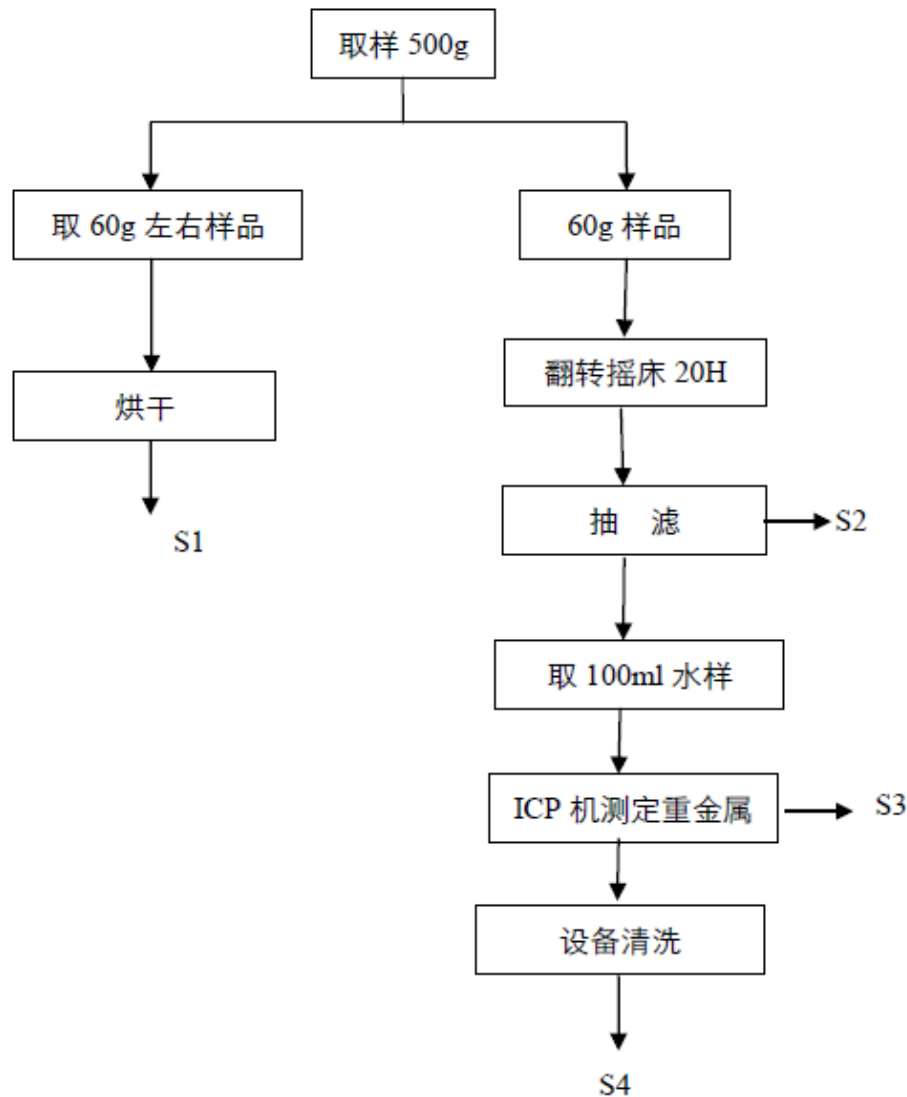 取样 500g
取 60g 左右样品
60g 样品
翻转摇床 20H
烘干
抽 滤
S2
S1
取 100ml 水样
ICP 机测定重金属
S3
设备清洗
S4